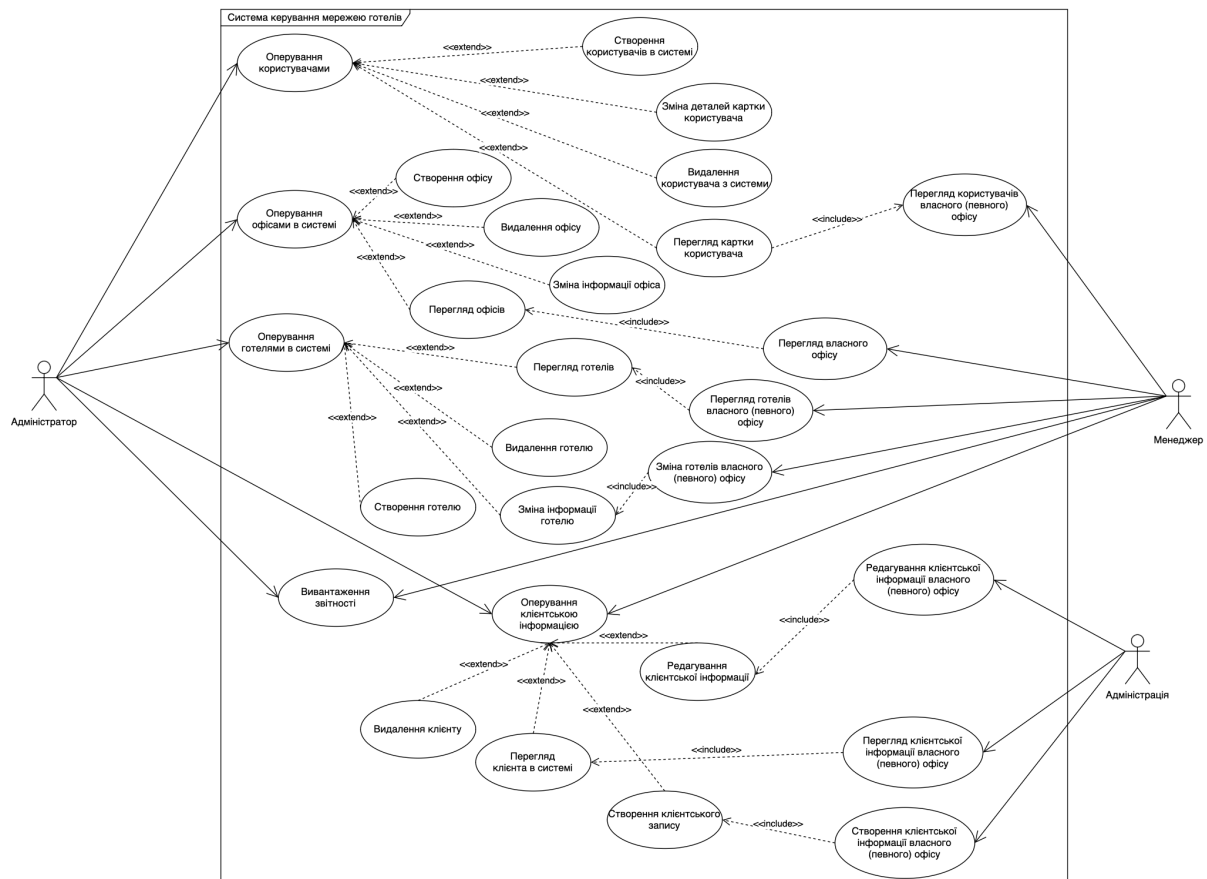 Система керування мережею готелів
Оперування
користувачами
<<extend>>
Створення
користувачів в системі
<<extend>>
Зміна деталей картки
користувача
<<extend>>
Видалення
користувача з системи
<<extend>>
Перегляд картки
користувача
<<include>>
Перегляд користувачів
власного (певного)
офісу
Оперування
офісами в системі
<<extend>>
Створення офісу
<<extend>>
Видалення офісу
<<extend>>
Зміна інформації офіса
<<extend>>
Перегляд офісів
<<include>>
Перегляд власного
офісу
Оперування
готелями в системі
<<extend>>
Перегляд готелів
<<include>>
Перегляд готелів
власного (певного)
офісу
<<extend>>
Видалення готелю
<<extend>>
<<extend>>
Зміна готелів власного
(певного) офісу
<<include>>
Створення готелю
Зміна інформації
готелю
Адміністратор
Менеджер
Вивантаження
звітності
Оперування
клієнтською
інформацією
Редагування клієнтської
інформації власного
(певного) офісу
<<include>>
<<extend>>
Редагування
клієнтської інформації
<<extend>>
<<extend>>
<<extend>>
Адміністрація
Видалення клієнту
Перегляд
клієнта в системі
<<include>>
Перегляд клієнтської
інформації власного
(певного) офісу
Створення клієнтського
запису
<<include>>
Створення клієнтської
інформації власного
(певного) офісу